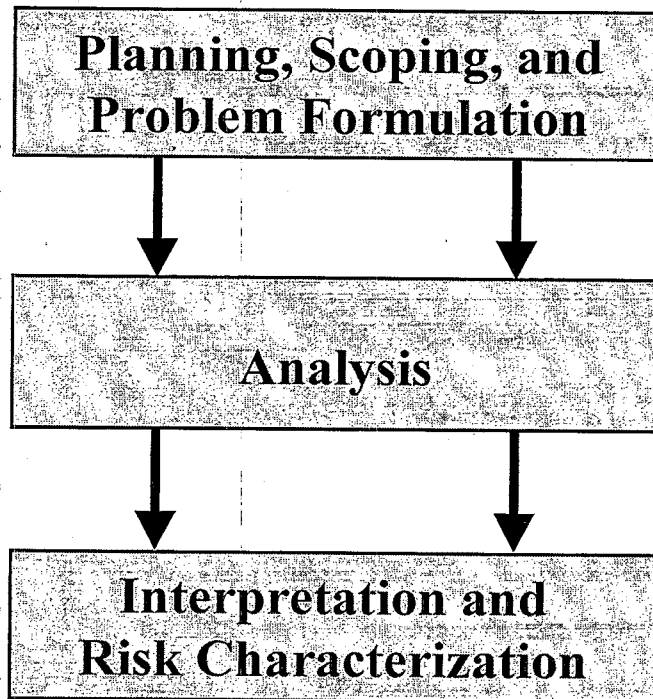 Planning, Scoping, and
Problem Formulation
Analysis
Interpretation and
Risk Characterization